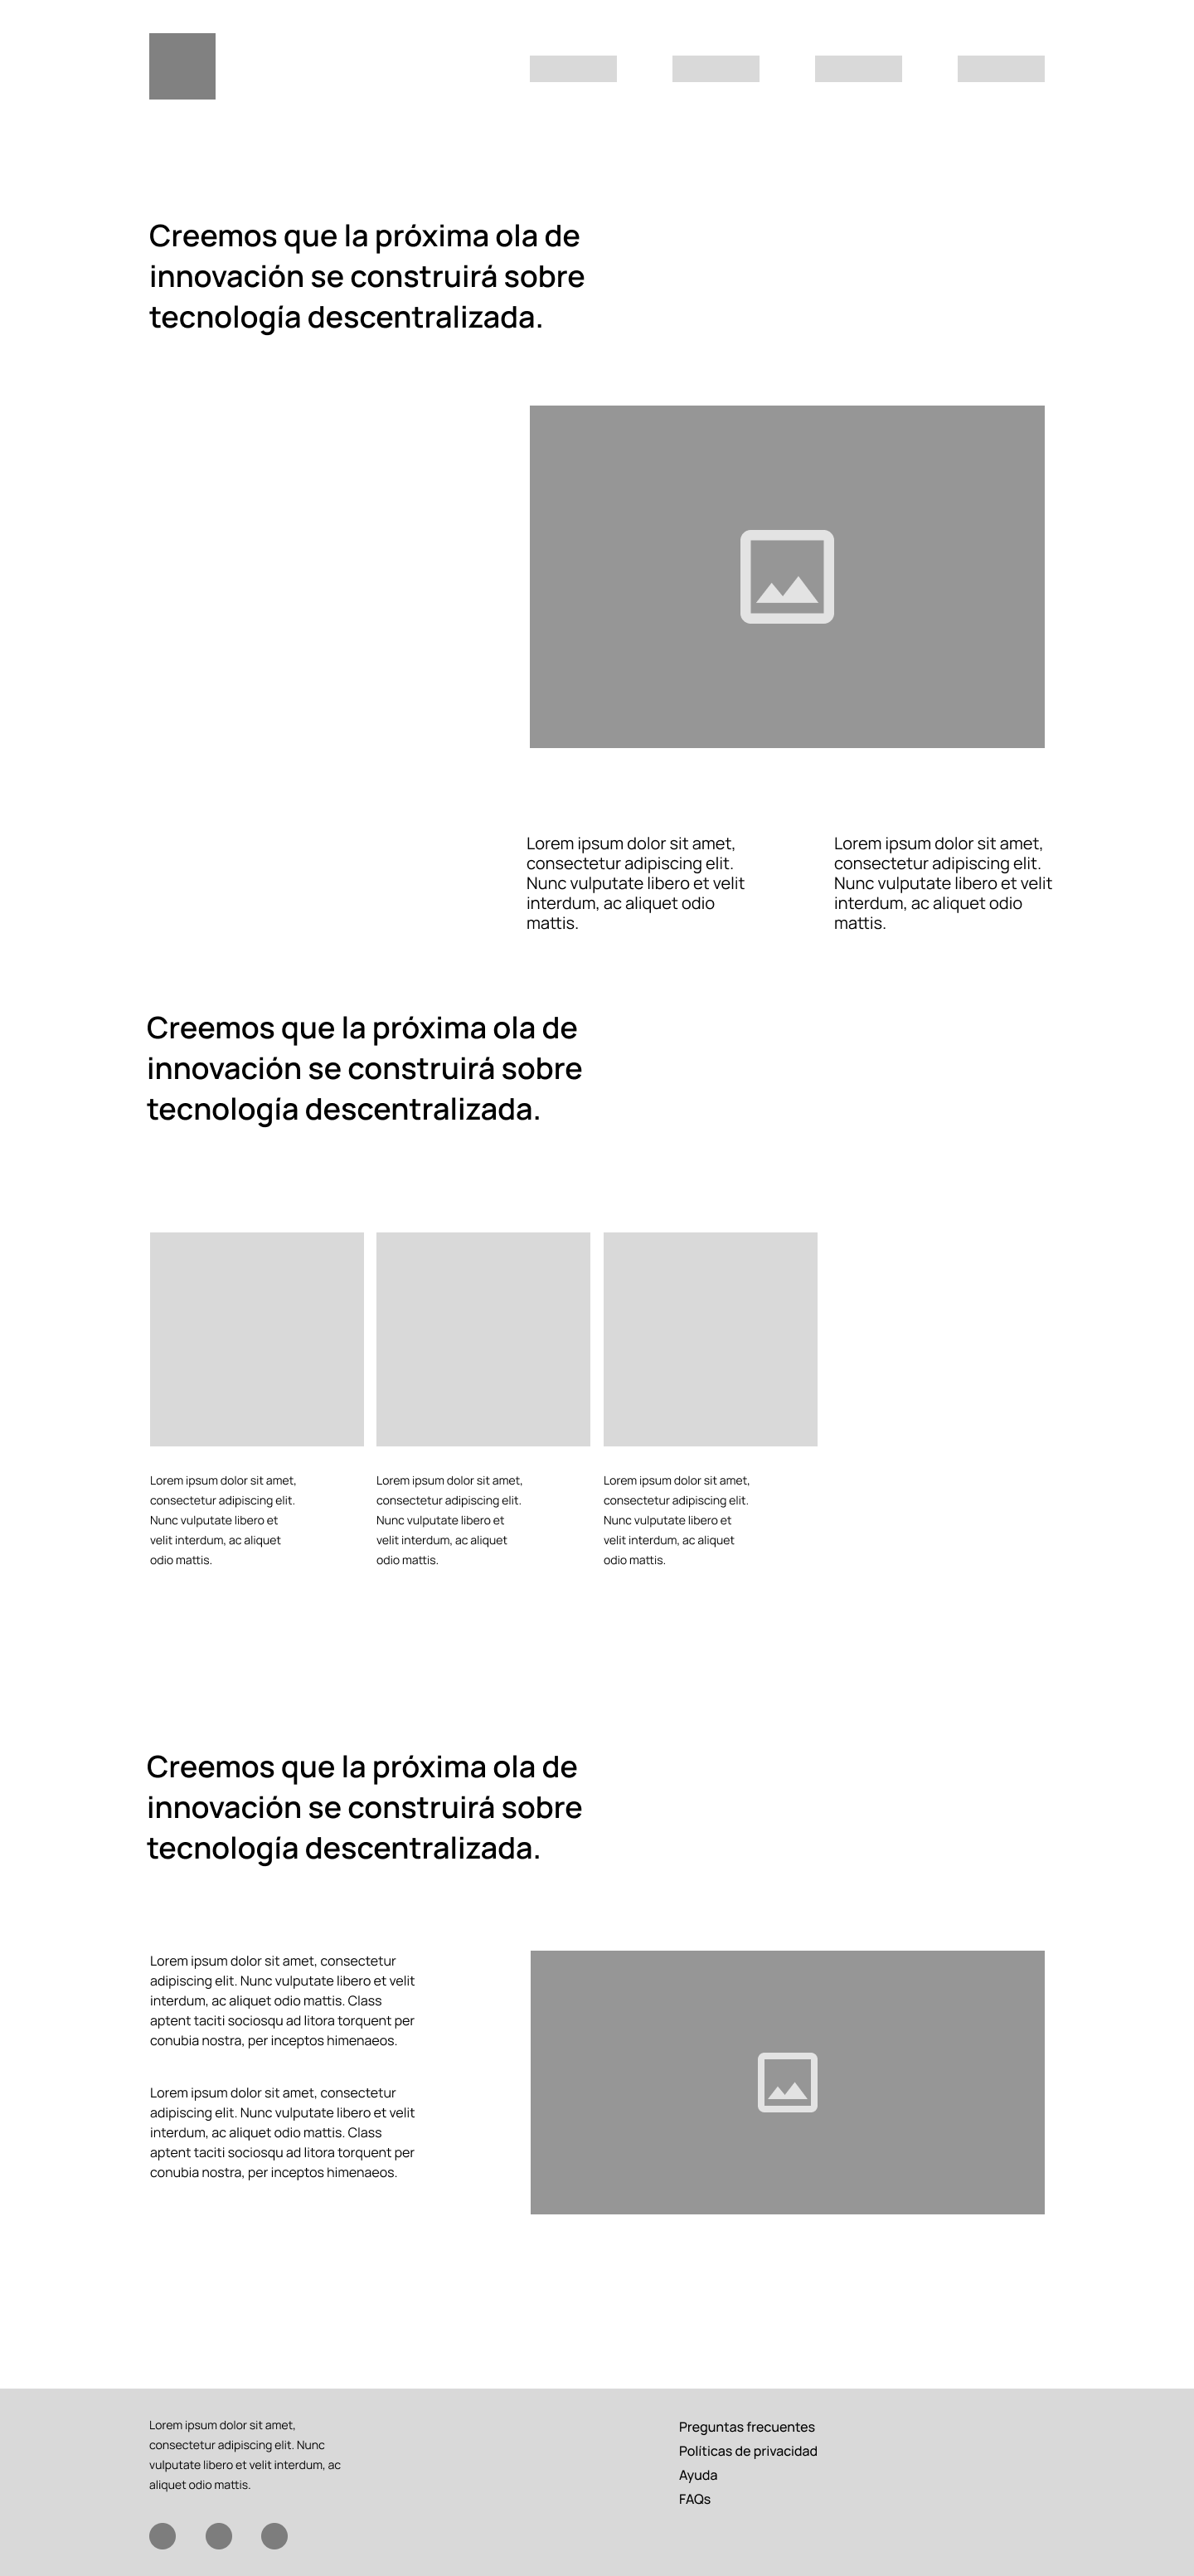 Creemos que la próxima ola de
innovación se construirá sobre
tecnología descentralizada.
Lorem ipsum dolor sit amet,
consectetur adipiscing elit.
Nunc vulputate libero et velit
interdum, ac aliquet odio
mattis.
Lorem ipsum dolor sit amet,
consectetur adipiscing elit.
Nunc vulputate libero et velit
interdum, ac aliquet odio
mattis.
Creemos que la próxima ola de
innovación se construirá sobre
tecnología descentralizada.
Lorem ipsum dolor sit amet,
consectetur adipiscing elit.
Nunc vulputate libero et
velit interdum, ac aliquet
odio mattis.
Lorem ipsum dolor sit amet,
consectetur adipiscing elit.
Nunc vulputate libero et
velit interdum, ac aliquet
odio mattis.
Lorem ipsum dolor sit amet,
consectetur adipiscing elit.
Nunc vulputate libero et
velit interdum, ac aliquet
odio mattis.
Creemos que la próxima ola de
innovación se construirá sobre
tecnología descentralizada.
Lorem ipsum dolor sit amet, consectetur
adipiscing elit. Nunc vulputate libero et velit
interdum, ac aliquet odio mattis. Class
aptent taciti sociosqu ad litora torquent per
conubia nostra, per inceptos himenaeos.
Lorem ipsum dolor sit amet, consectetur
adipiscing elit. Nunc vulputate libero et velit
interdum, ac aliquet odio mattis. Class
aptent taciti sociosqu ad litora torquent per
conubia nostra, per inceptos himenaeos.
Lorem ipsum dolor sit amet,
consectetur adipiscing elit. Nunc
vulputate libero et velit interdum, ac
aliquet odio mattis.
Preguntas frecuentes
Políticas de privacidad
Ayuda
FAQs